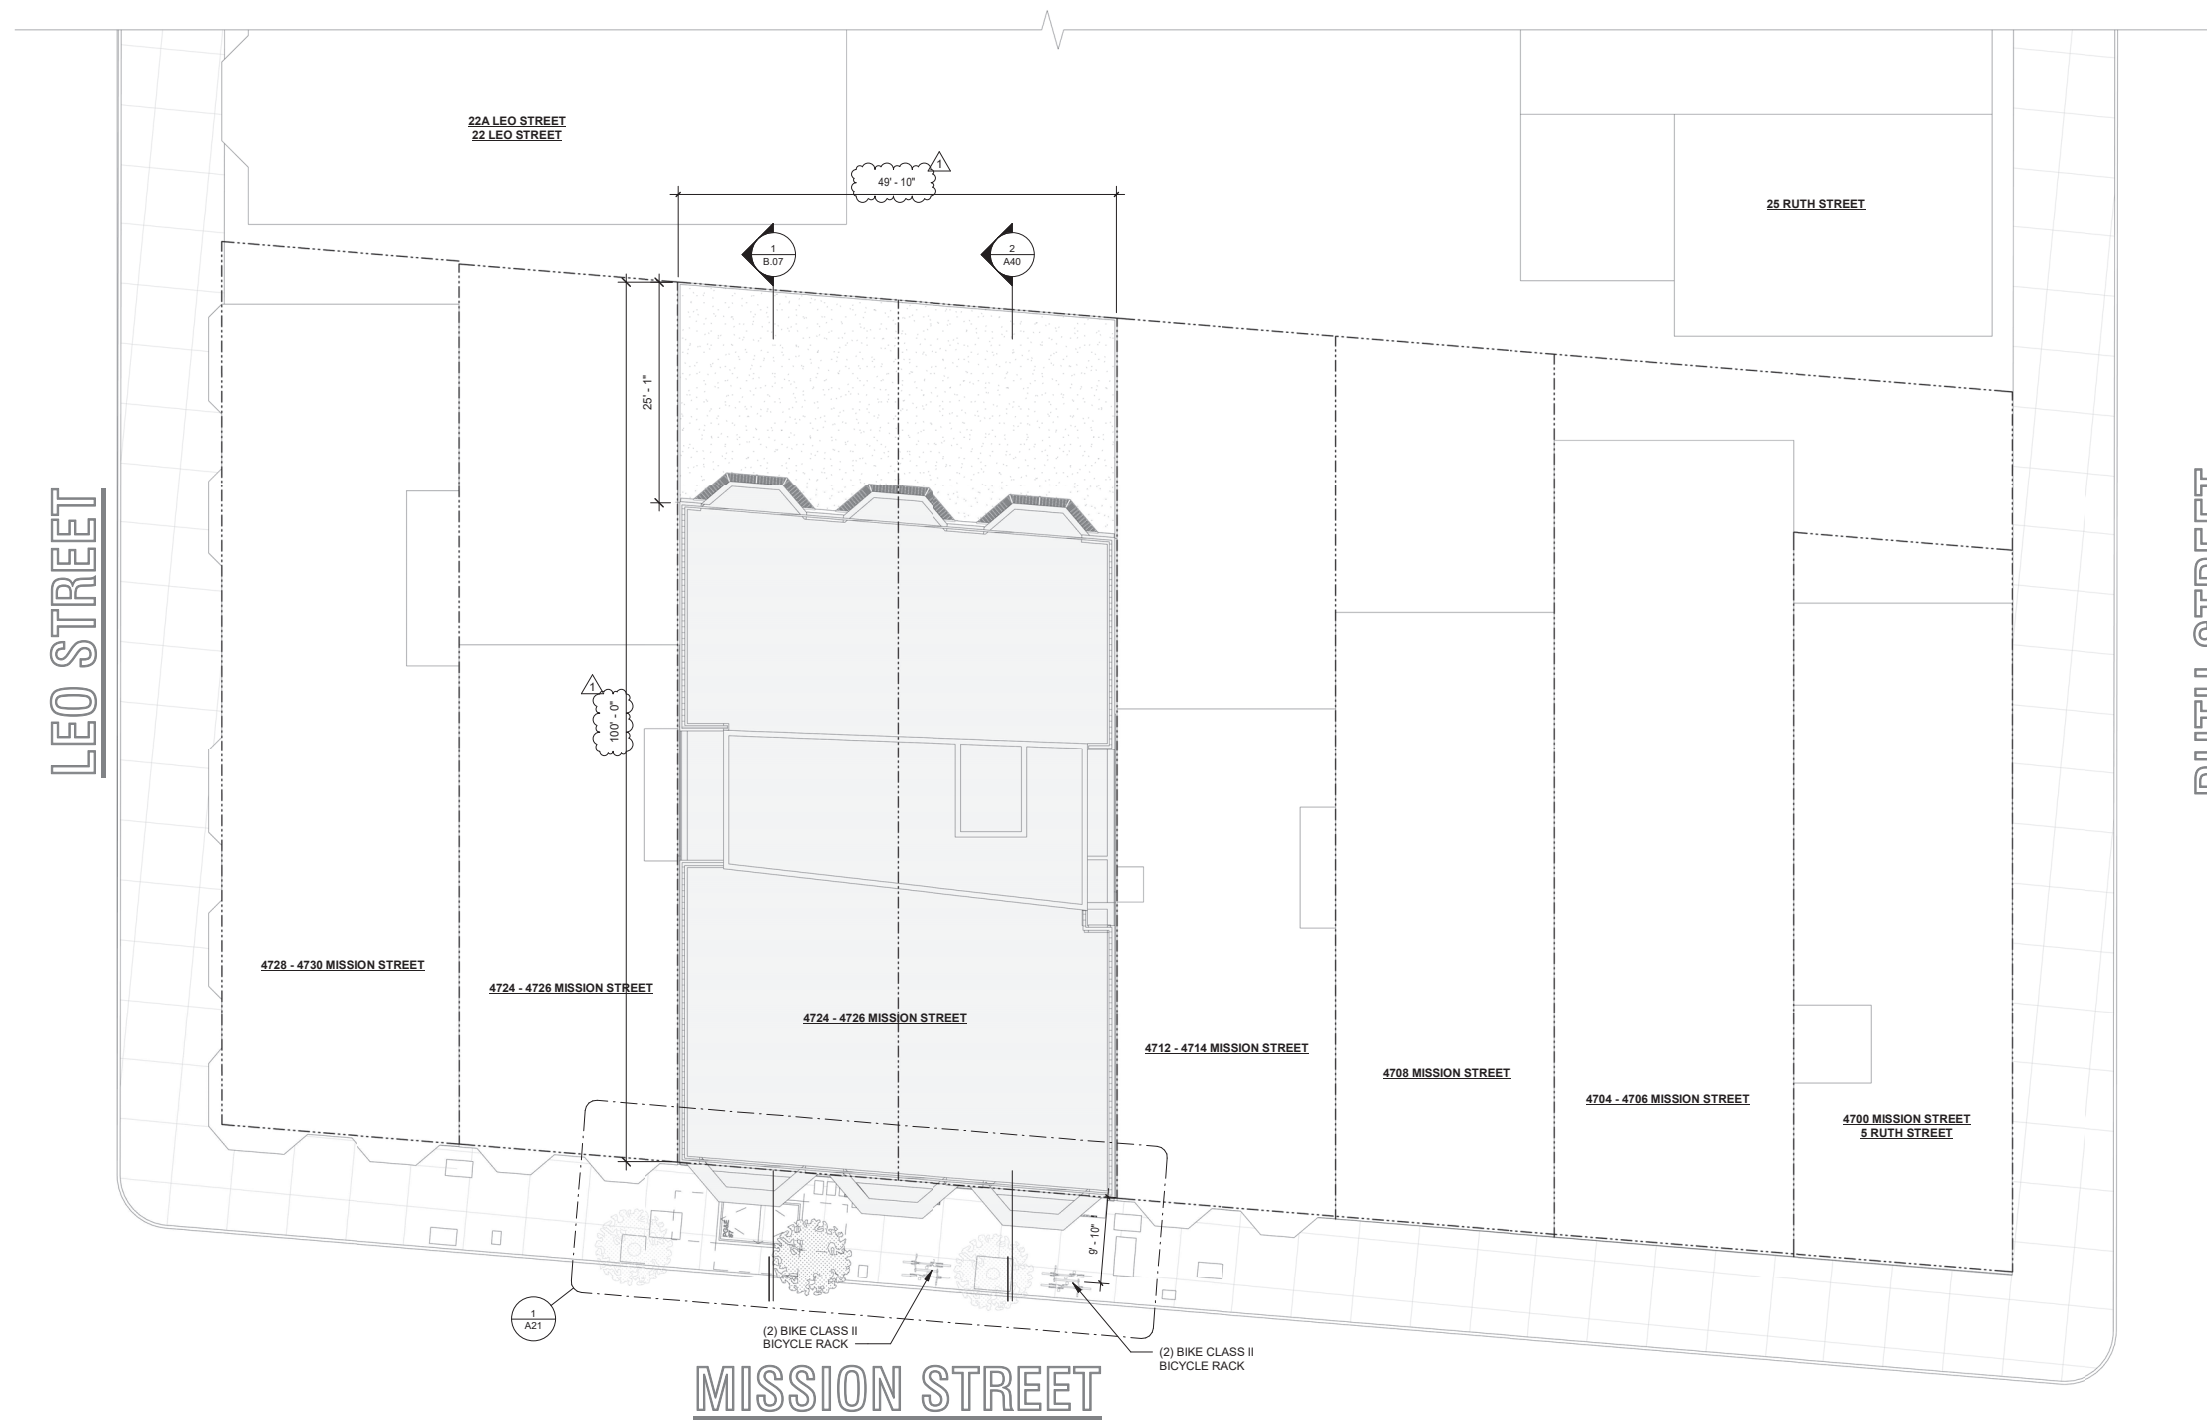 22A LEO STREET
22 LEO STREET
1
49' - 10"
25 RUTH STREET
1
B.07
2
A40
25' - 1"
LEO STREET
1
100' - 0"
4728 - 4730 MISSION STREET
4724 - 4726 MISSION STREET
4724 - 4726 MISSION STREET
4712 - 4714 MISSION STREET
4708 MISSION STREET
4704 - 4706 MISSION STREET
4700 MISSION STREET
5 RUTH STREET
9' - 10"
1
A21
(2) BIKE CLASS II
BICYCLE RACK
(2) BIKE CLASS II
BICYCLE RACK
MISSION STREET